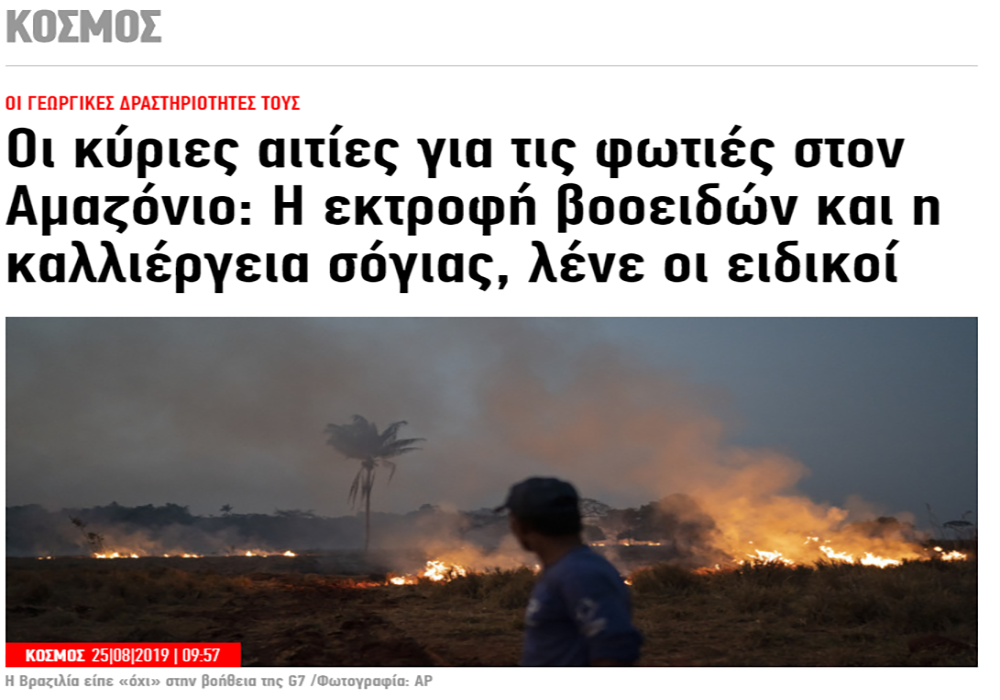 ΚΟΣΜΟΣ
ΟΙ ΓΕΩΡΓΙΚΕΣ ΔΡΑΣΤΗΡΙΟΤΗΤΕΣ ΤΟΥΣ
Οι κύριες αιτίες για τις φωτιές στον
Αμαζόνιο: Η εκτροφή βοοειδών και η
καλλιέργεια σόγιας, λένε οι ειδικοί
ΚΟΣΜΟΣ 25|08|2019 | 09:57
Η Βραζιλία είπε «όχι» στην βοήθεια της G7 /Φωτογραφία: AP